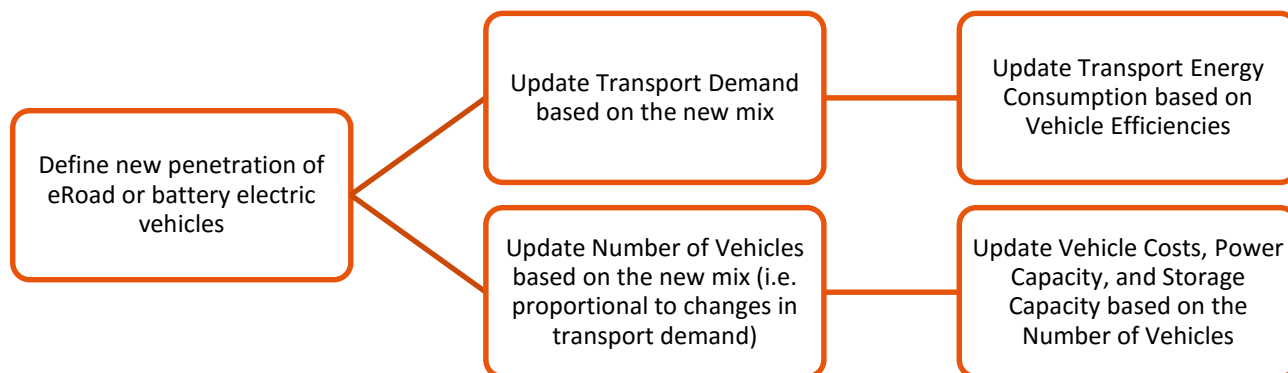 Define new penetration of
eRoad or battery electric
vehicles
Update Transport Demand
based on the new mix
Update Transport Energy
Consumption based on
Vehicle Efficiencies
Update Number of Vehicles
based on the new mix (i.e.
proportional to changes in
transport demand)
Update Vehicle Costs, Power
Capacity, and Storage
Capacity based on the
Number of Vehicles